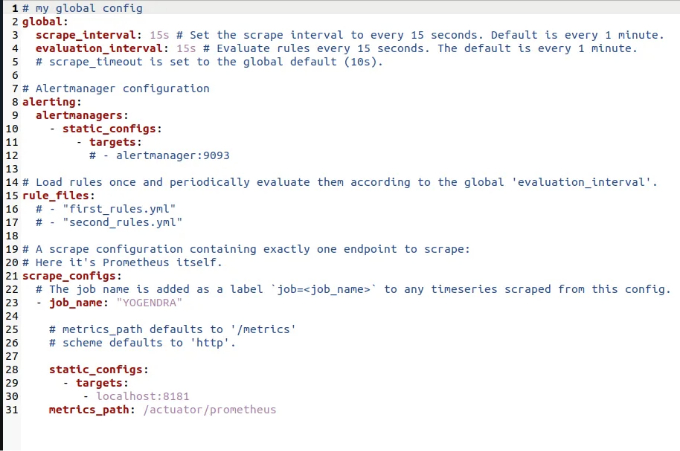 1 # my global config
2 global:
3   scrape_interval: 15s # Set the scrape interval to every 15 seconds. Default is every 1 minute.
4   evaluation_interval: 15s # Evaluate rules every 15 seconds. The default is every 1 minute.
5   # scrape_timeout is set to the global default (10s).
6
7 # Alertmanager configuration
8 alerting:
9   alertmanagers:
10     - static_configs:
11         - targets:
12           # - alertmanager:9093
13
14 # Load rules once and periodically evaluate them according to the global 'evaluation_interval'.
15 rule_files:
16   # - "first_rules.yml"
17   # - "second_rules.yml"
18
19 # A scrape configuration containing exactly one endpoint to scrape:
20 # Here it's Prometheus itself.
21 scrape_configs:
22   # The job name is added as a label `job=<job_name>` to any timeseries scraped from this config.
23   - job_name: "YOGENDRA"
24
25     # metrics_path defaults to '/metrics'
26     # scheme defaults to 'http'.
27
28     static_configs:
29       - targets:
30          - localhost:8181
31     metrics_path: /actuator/prometheus